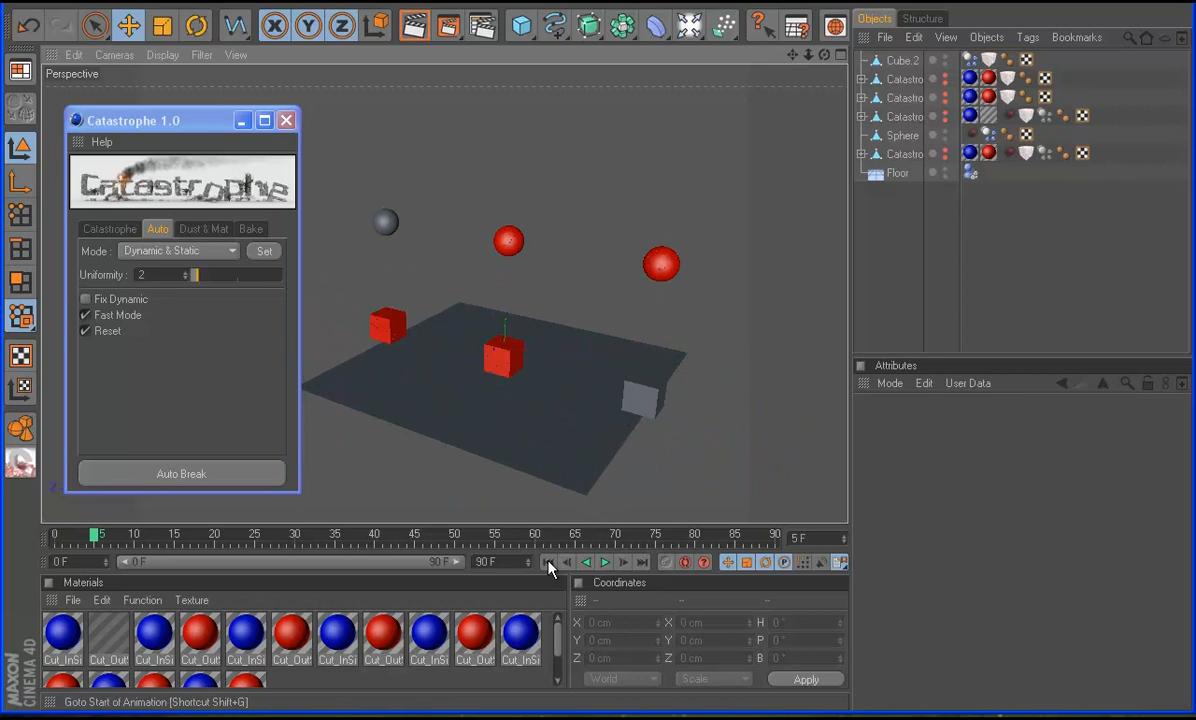 X Y Z
Edit Cameras Display Filter View
Perspective
Catastrophe 1.0
Help
Catastrophe
Catastrophe Auto Dust & Mat Bake
Mode : Dynamic & Static Set
Uniformity : 2
Fix Dynamic
Fast Mode
Reset
Auto Break
0 5 10 15 20 25 30 35 40 45 50 55 60 65 70 75 80 85 90 5 F
0 F 0 F 90 F 90 F
Materials
File Edit Function Texture
Cut_InSi Cut_OutS Cut_InSi Cut_OutS Cut_InSi Cut_OutS Cut_InSi Cut_OutS Cut_InSi Cut_OutS Cut_InSi
Coordinates
-- -- --
X 0 cm X 0 cm H 0 °
Y 0 cm Y 0 cm P 0 °
Z 0 cm Z 0 cm B 0 °
World Scale Apply
MAXON
CINEMA 4D
Goto Start of Animation [Shortcut Shift+G]
Objects Structure
File Edit View Objects Tags Bookmarks
Cube.2
Catastro
Catastro
Catastro
Sphere
Catastro
Floor
Attributes
Mode Edit User Data